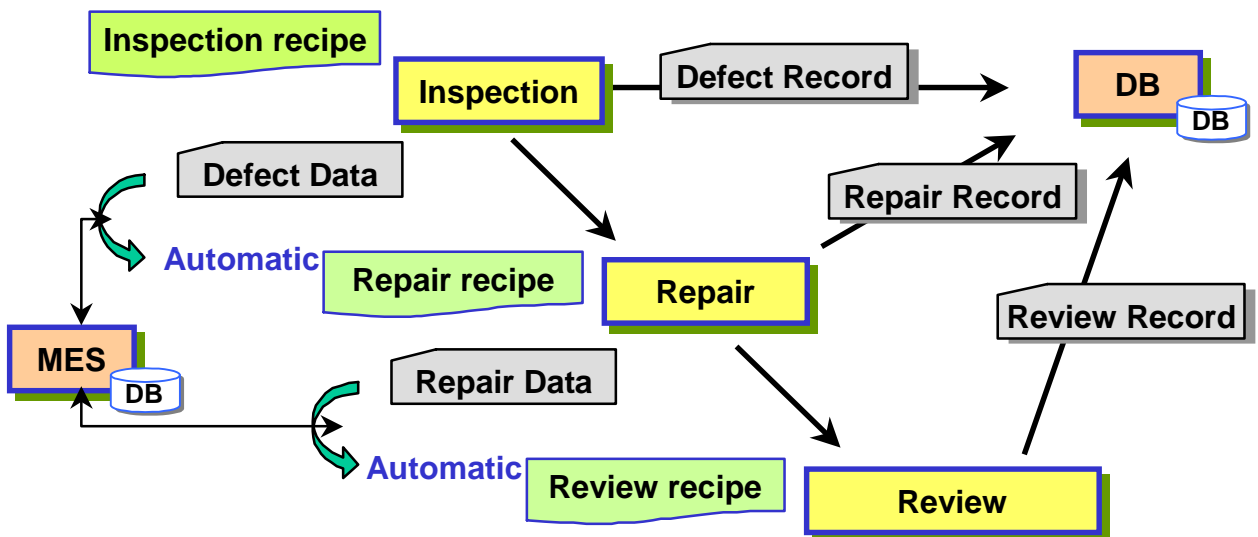 Inspection recipe
Inspection
Defect Record
DB
DB
Defect Data
Repair Record
Automatic
Repair recipe
Repair
Review Record
MES
DB
Repair Data
Automatic
Review recipe
Review